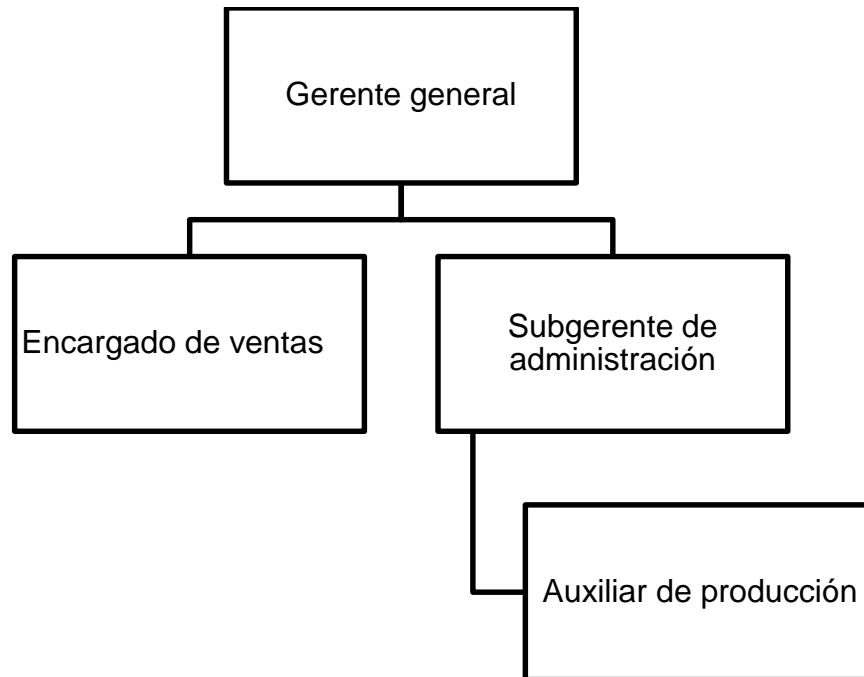 Gerente general
Encargado de ventas
Subgerente de
administración
Auxiliar de producción